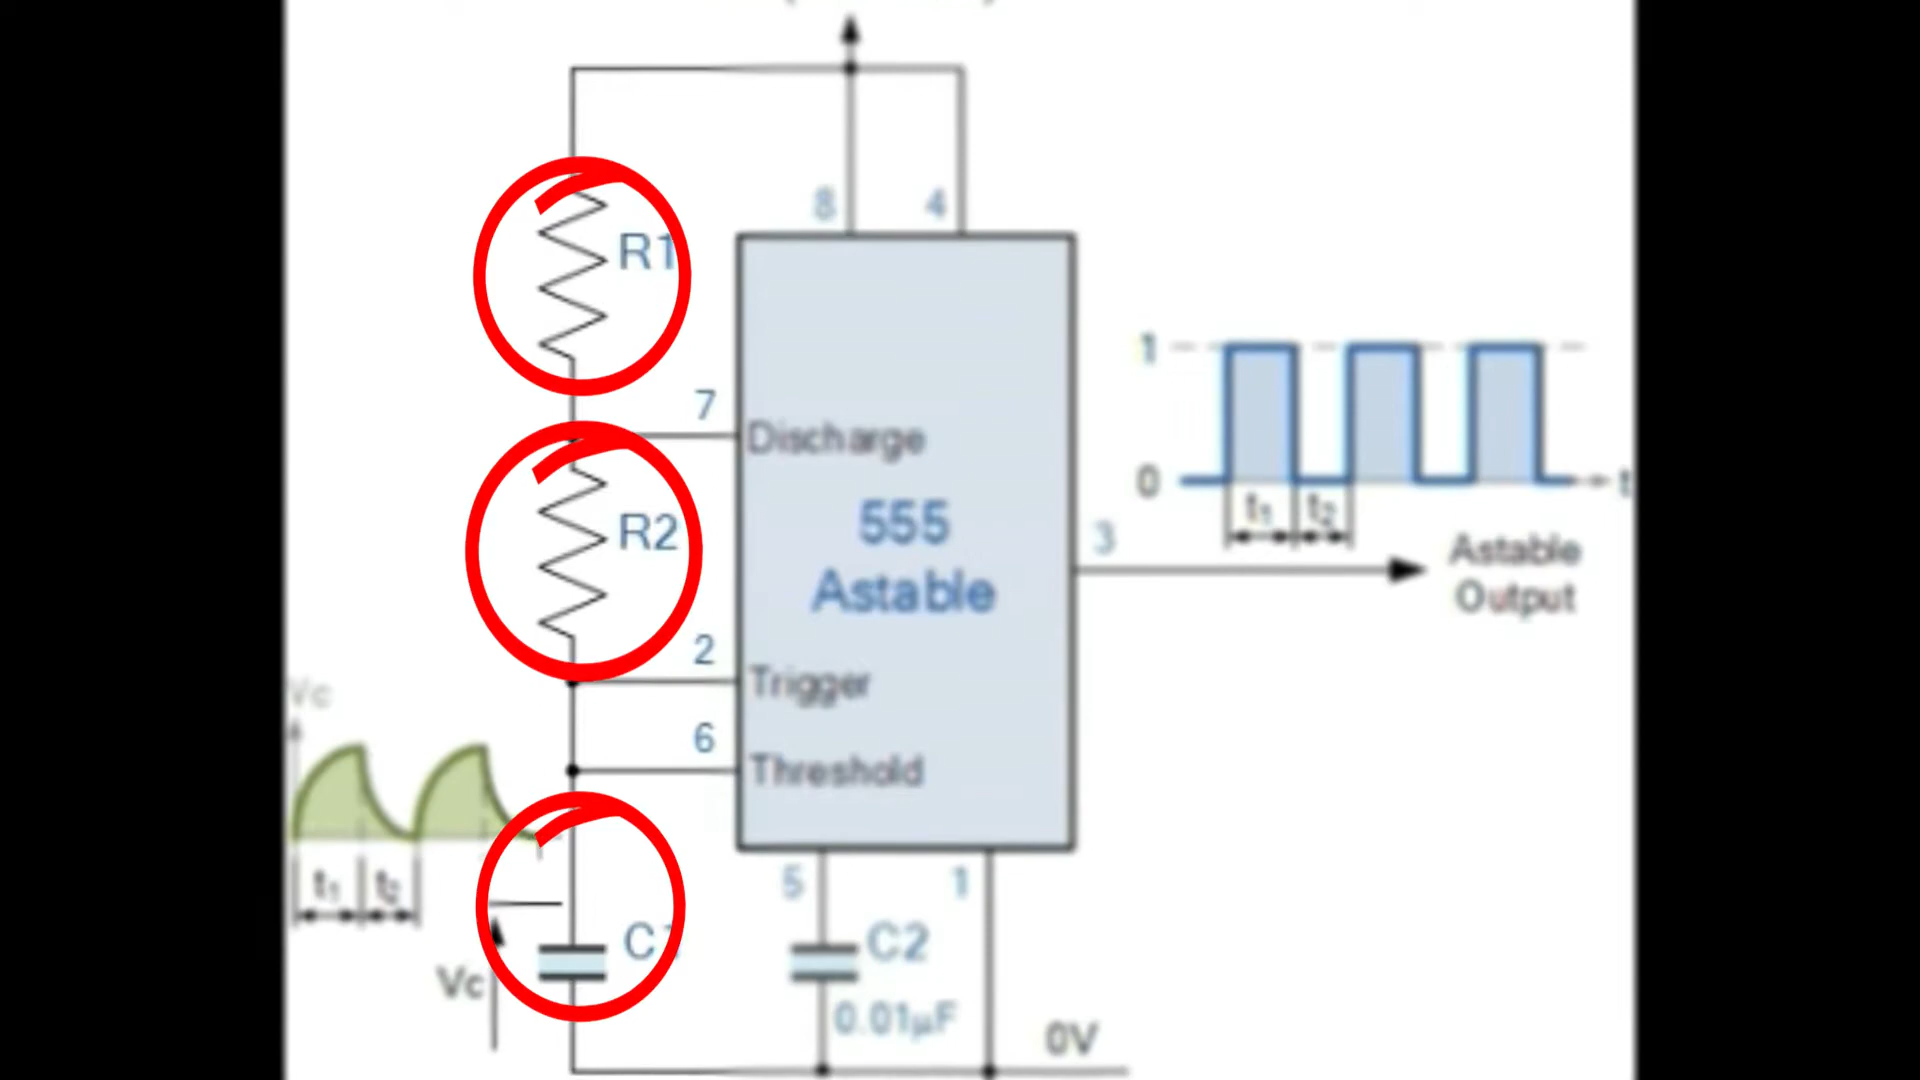 8
4
R1
1
7
Discharge
0
t
555
t1
t2
R2
3
Astable
Astable
Output
2
Trigger
Vc
6
Threshold
t1
t2
5
1
C1
C2
Vc
0.01µF
0V